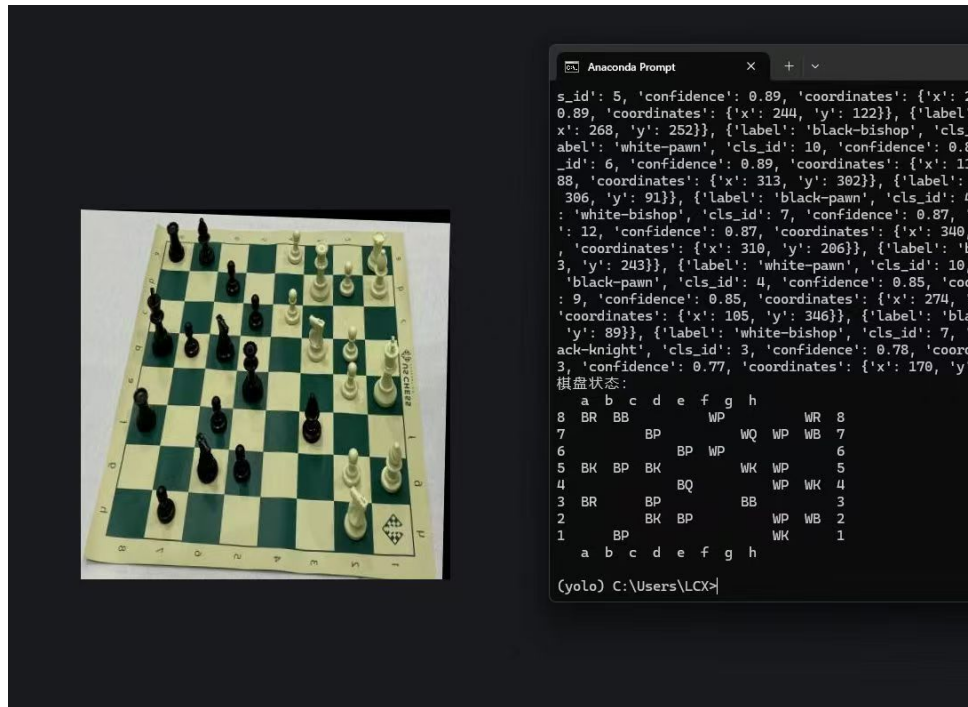 Anaconda Prompt
s_id': 5, 'confidence': 0.89, 'coordinates': {'x': 2
0.89, 'coordinates': {'x': 244, 'y': 122}}, {'label'
x': 268, 'y': 252}}, {'label': 'black-bishop', 'cls_
abel': 'white-pawn', 'cls_id': 10, 'confidence': 0.8
_id': 6, 'confidence': 0.89, 'coordinates': {'x': 11
88, 'coordinates': {'x': 313, 'y': 302}}, {'label':
306, 'y': 91}}, {'label': 'black-pawn', 'cls_id': 4
: 'white-bishop', 'cls_id': 7, 'confidence': 0.87,
': 12, 'confidence': 0.87, 'coordinates': {'x': 340,
, 'coordinates': {'x': 310, 'y': 206}}, {'label': 'b
3, 'y': 243}}, {'label': 'white-pawn', 'cls_id': 10,
'black-pawn', 'cls_id': 4, 'confidence': 0.85, 'coo
: 9, 'confidence': 0.85, 'coordinates': {'x': 274,
'coordinates': {'x': 105, 'y': 346}}, {'label': 'bla
'y': 89}}, {'label': 'white-bishop', 'cls_id': 7,
ack-knight', 'cls_id': 3, 'confidence': 0.78, 'coord
3, 'confidence': 0.77, 'coordinates': {'x': 170, 'y'
棋盘状态:
a b c d e f g h
8 BR BB WP WR 8
7 BP WQ WP WB 7
6 BP WP 6
5 BK BP BK WK WP 5
4 BQ WP WK 4
3 BR BP BB 3
2 BK BP WP WB 2
1 BP WK 1
a b c d e f g h
(yolo) C:\Users\LCX>